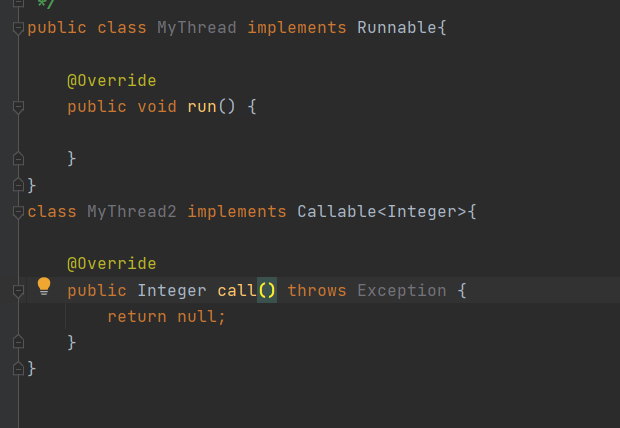 */
public class MyThread implements Runnable{
@Override
public void run() {
}
}
class MyThread2 implements Callable<Integer>{
@Override
public Integer call() throws Exception {
return null;
}
}